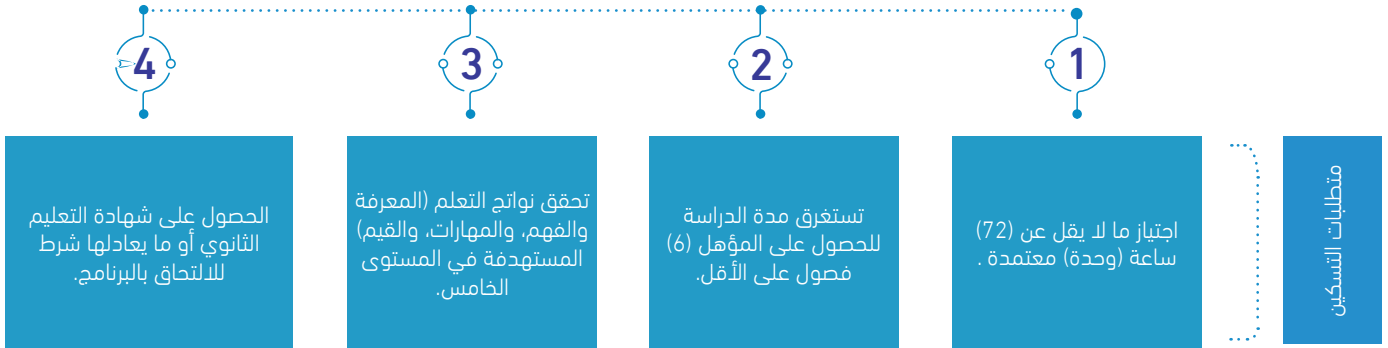 متطلبات التسكين
1
اجتياز ما لا يقل عن (72)
ساعة (وحدة) معتمدة .
2
تستغرق مدة الدراسة
للحصول على المؤهل (6)
فصول على الأقل.
3
تحقق نواتج التعلم (المعرفة
والفهم، والمهارات، والقيم)
المستهدفة في المستوى
الخامس.
4
الحصول على شهادة التعليم
الثانوي أو ما يعادلها شرط
للالتحاق بالبرنامج.